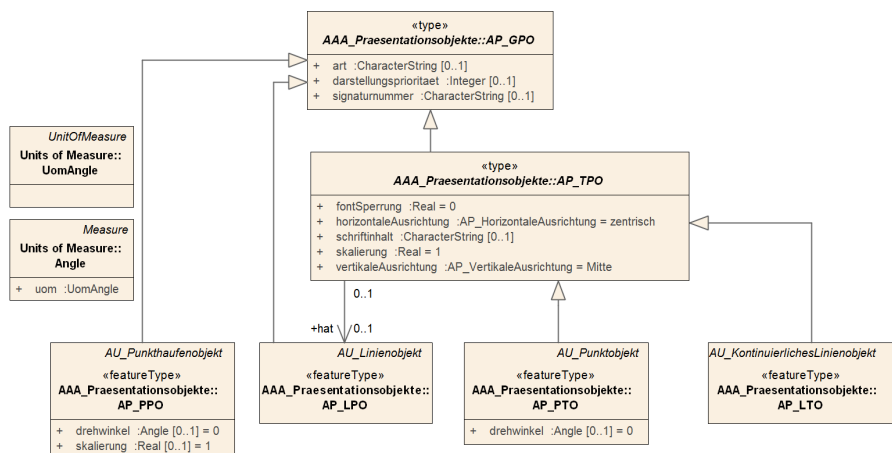 «type»
AAA_Praesentationsobjekte::AP_GPO
+ art :CharacterString [0..1]
+ darstellungsprioritaet :Integer [0..1]
+ signaturnummer :CharacterString [0..1]
UnitOfMeasure
Units of Measure::
UomAngle
Measure
Units of Measure::
Angle
+ uom :UomAngle
«type»
AAA_Praesentationsobjekte::AP_TPO
+ fontSperrung :Real = 0
+ horizontaleAusrichtung :AP_HorizontaleAusrichtung = zentrisch
+ schriftinhalt :CharacterString [0..1]
+ skalierung :Real = 1
+ vertikaleAusrichtung :AP_VertikaleAusrichtung = Mitte
0..1
+hat 0..1
AU_Punkthaufenobjekt
«featureType»
AAA_Praesentationsobjekte::
AP_PPO
+ drehwinkel :Angle [0..1] = 0
+ skalierung :Real [0..1] = 1
AU_Linienobjekt
«featureType»
AAA_Praesentationsobjekte::
AP_LPO
AU_Punktobjekt
«featureType»
AAA_Praesentationsobjekte::
AP_PTO
+ drehwinkel :Angle [0..1] = 0
AU_KontinuierlichesLinienobjekt
«featureType»
AAA_Praesentationsobjekte::
AP_LTO